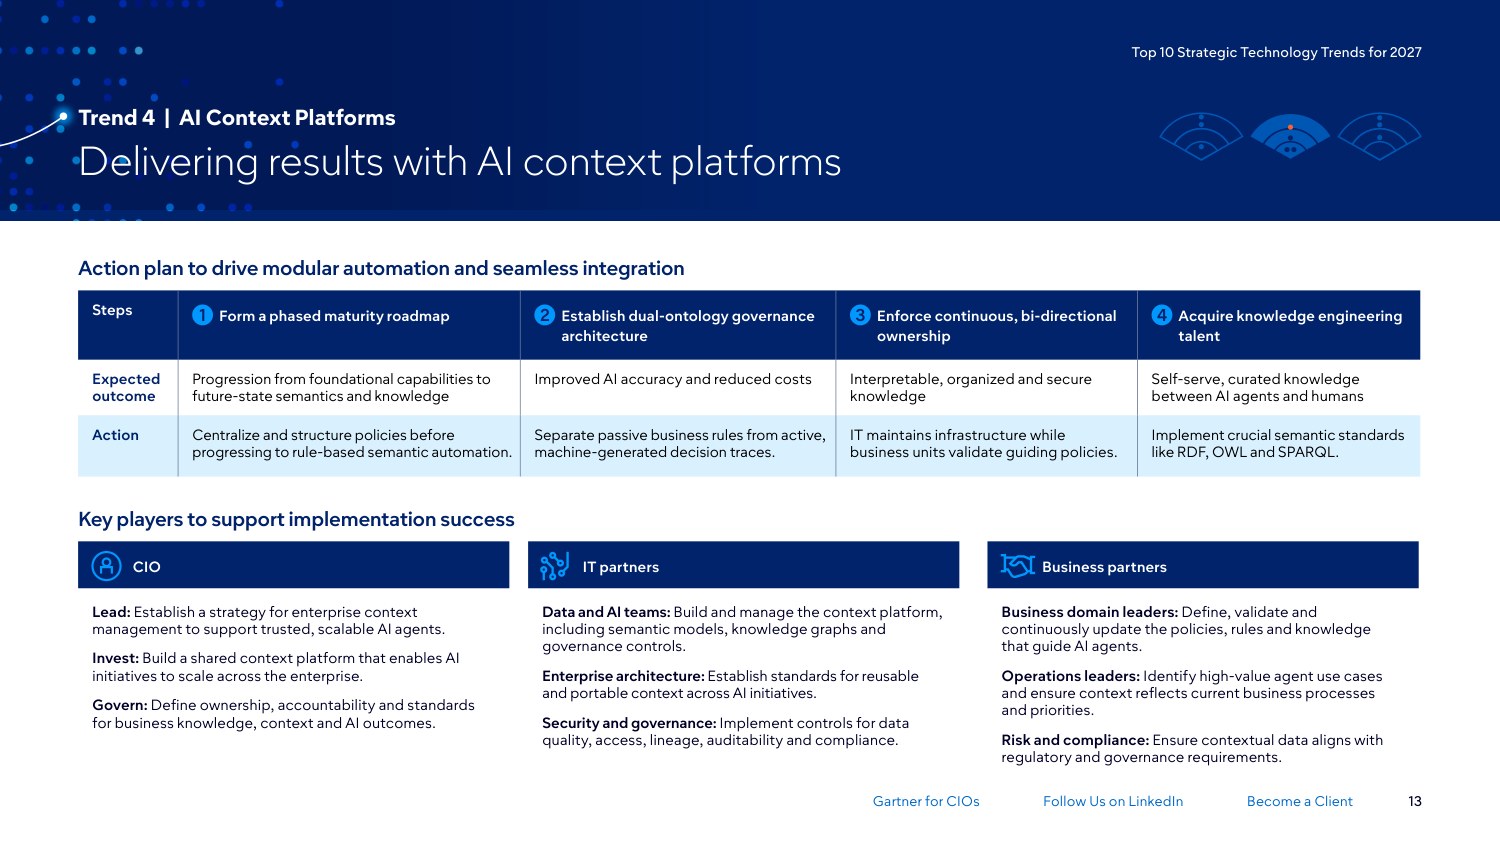 Top 10 Strategic Technology Trends for 2027
Trend 4 | AI Context Platforms
Delivering results with AI context platforms
Action plan to drive modular automation and seamless integration
Steps
1 Form a phased maturity roadmap
2 Establish dual-ontology governance
architecture
3 Enforce continuous, bi-directional
ownership
4 Acquire knowledge engineering
talent
Expected
outcome
Progression from foundational capabilities to
future-state semantics and knowledge
Improved AI accuracy and reduced costs
Interpretable, organized and secure
knowledge
Self-serve, curated knowledge
between AI agents and humans
Action
Centralize and structure policies before
progressing to rule-based semantic automation.
Separate passive business rules from active,
machine-generated decision traces.
IT maintains infrastructure while
business units validate guiding policies.
Implement crucial semantic standards
like RDF, OWL and SPARQL.
Key players to support implementation success
CIO
Lead: Establish a strategy for enterprise context
management to support trusted, scalable AI agents.
Invest: Build a shared context platform that enables AI
initiatives to scale across the enterprise.
Govern: Define ownership, accountability and standards
for business knowledge, context and AI outcomes.
IT partners
Data and AI teams: Build and manage the context platform,
including semantic models, knowledge graphs and
governance controls.
Enterprise architecture: Establish standards for reusable
and portable context across AI initiatives.
Security and governance: Implement controls for data
quality, access, lineage, auditability and compliance.
Business partners
Business domain leaders: Define, validate and
continuously update the policies, rules and knowledge
that guide AI agents.
Operations leaders: Identify high-value agent use cases
and ensure context reflects current business processes
and priorities.
Risk and compliance: Ensure contextual data aligns with
regulatory and governance requirements.
Gartner for CIOs
Follow Us on LinkedIn
Become a Client
13